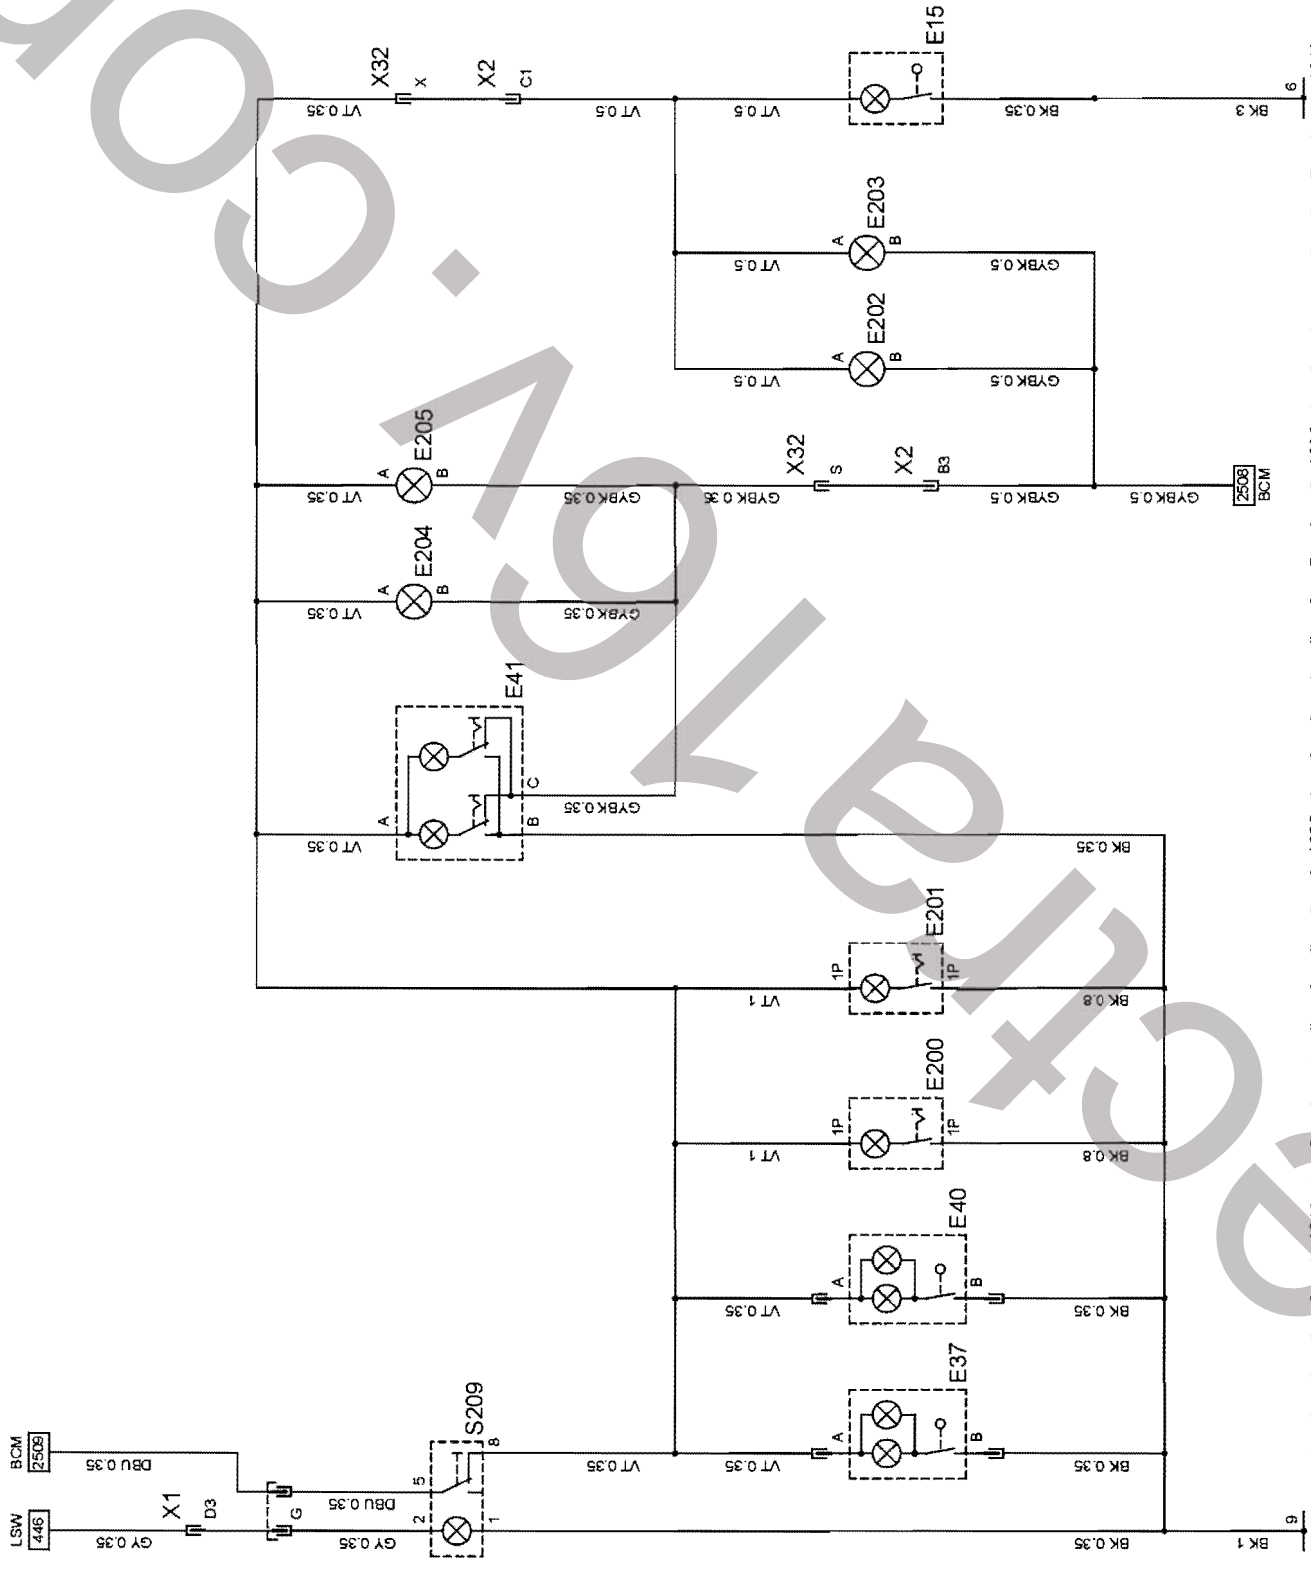 LSW
446
BCM
2509
GY 0.35
DBU 0.35
X1
D3
G
GY 0.35
DBU 0.35
2
5
S209
1
8
VT 0.35
VT 0.35
VT 0.35
VT 1
VT 1
A
A
1P
1P
E37
E40
E200
E201
B
B
1P
1P
BK 0.35
BK 0.35
BK 0.35
BK 0.8
BK 0.8
BK 0.35
BK 1
9
VT 0.35
VT 0.35
VT 0.35
VT 0.35
A
A
A
X32
X
E41
E204
E205
X2
C1
B
C
B
B
GYBK 0.35
GYBK 0.35
GYBK 0.35
GYBK 0.35
X32
S
X2
B3
GYBK 0.5
GYBK 0.5
2508
BCM
VT 0.5
VT 0.5
VT 0.5
VT 0.5
A
A
E202
E203
E15
B
B
GYBK 0.5
GYBK 0.5
BK 0.35
BK 3
6
ectra16v.co